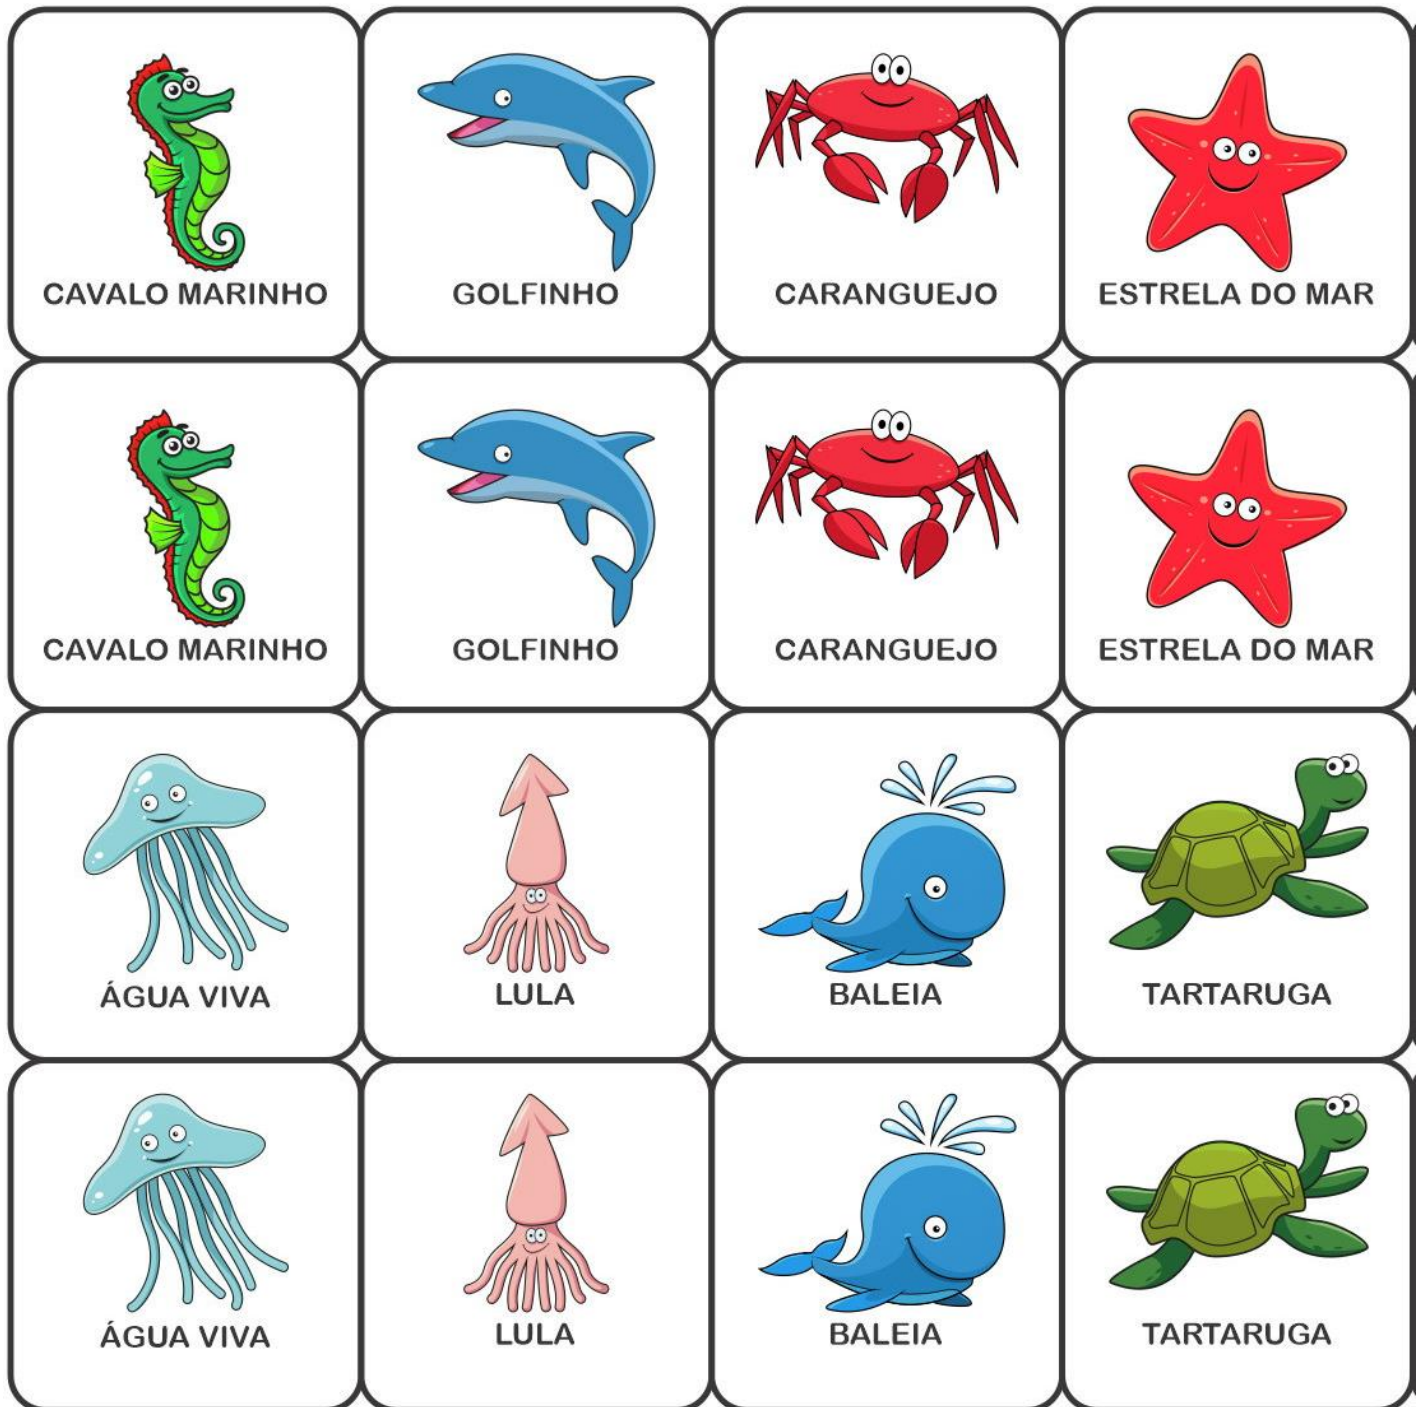 CAVALO MARINHO
GOLFINHO
CARANGUEJO
ESTRELA DO MAR
CAVALO MARINHO
GOLFINHO
CARANGUEJO
ESTRELA DO MAR
ÁGUA VIVA
LULA
BALEIA
TARTARUGA
ÁGUA VIVA
LULA
BALEIA
TARTARUGA